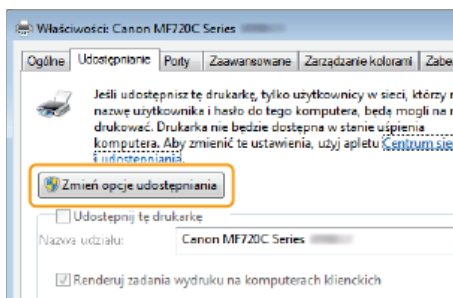 Właściwości: Canon MF720C Series
Ogólne Udostępnianie Porty Zaawansowane Zarządzanie kolorami Zabe
Jeśli udostępnisz tę drukarkę, tylko użytkownicy w sieci, którzy
nazwę użytkownika i hasło do tego komputera, będą mogli na
drukować. Drukarka nie będzie dostępna w stanie uśpienia
komputera. Aby zmienić te ustawienia, użyj apletu Centrum sie
i udostępniania.
Zmień opcje udostępniania
Udostępnij tę drukarkę
Nazwa udziału: Canon MF720C Series
Renderuj zadania wydruku na komputerach klienckich